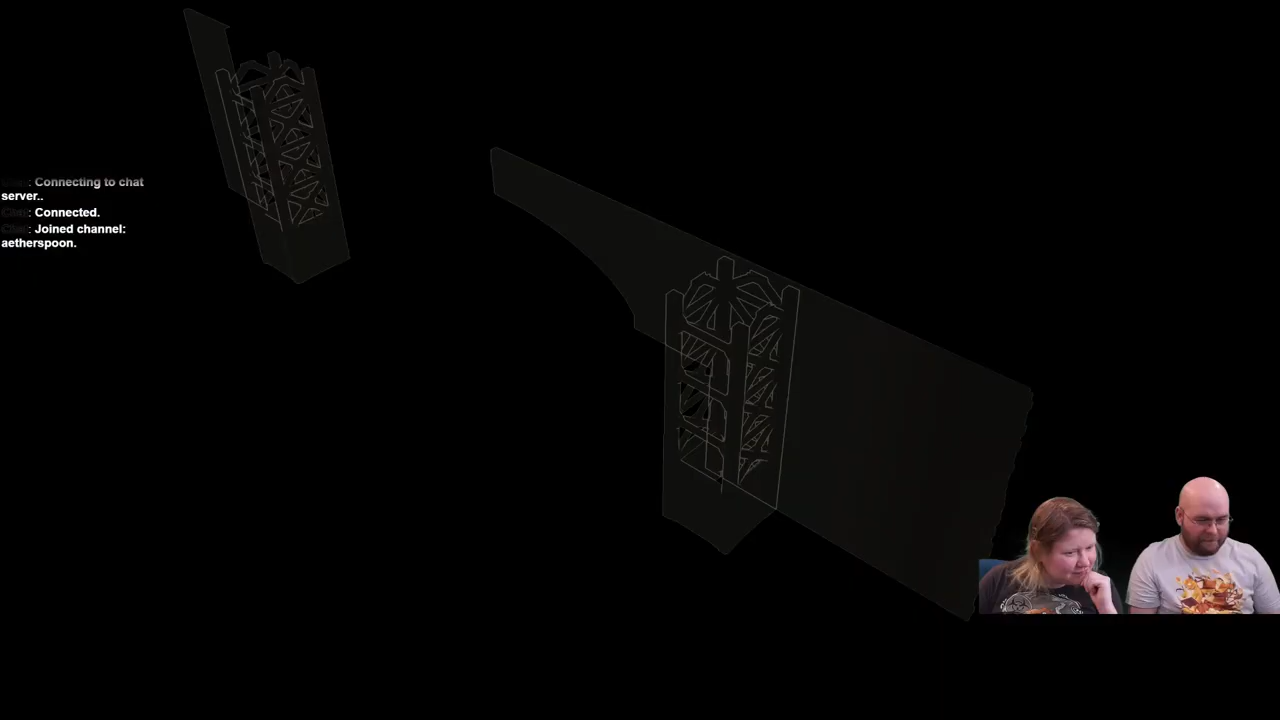 : Connecting to chat
server..
: Connected.
: Joined channel:
aetherspoon.